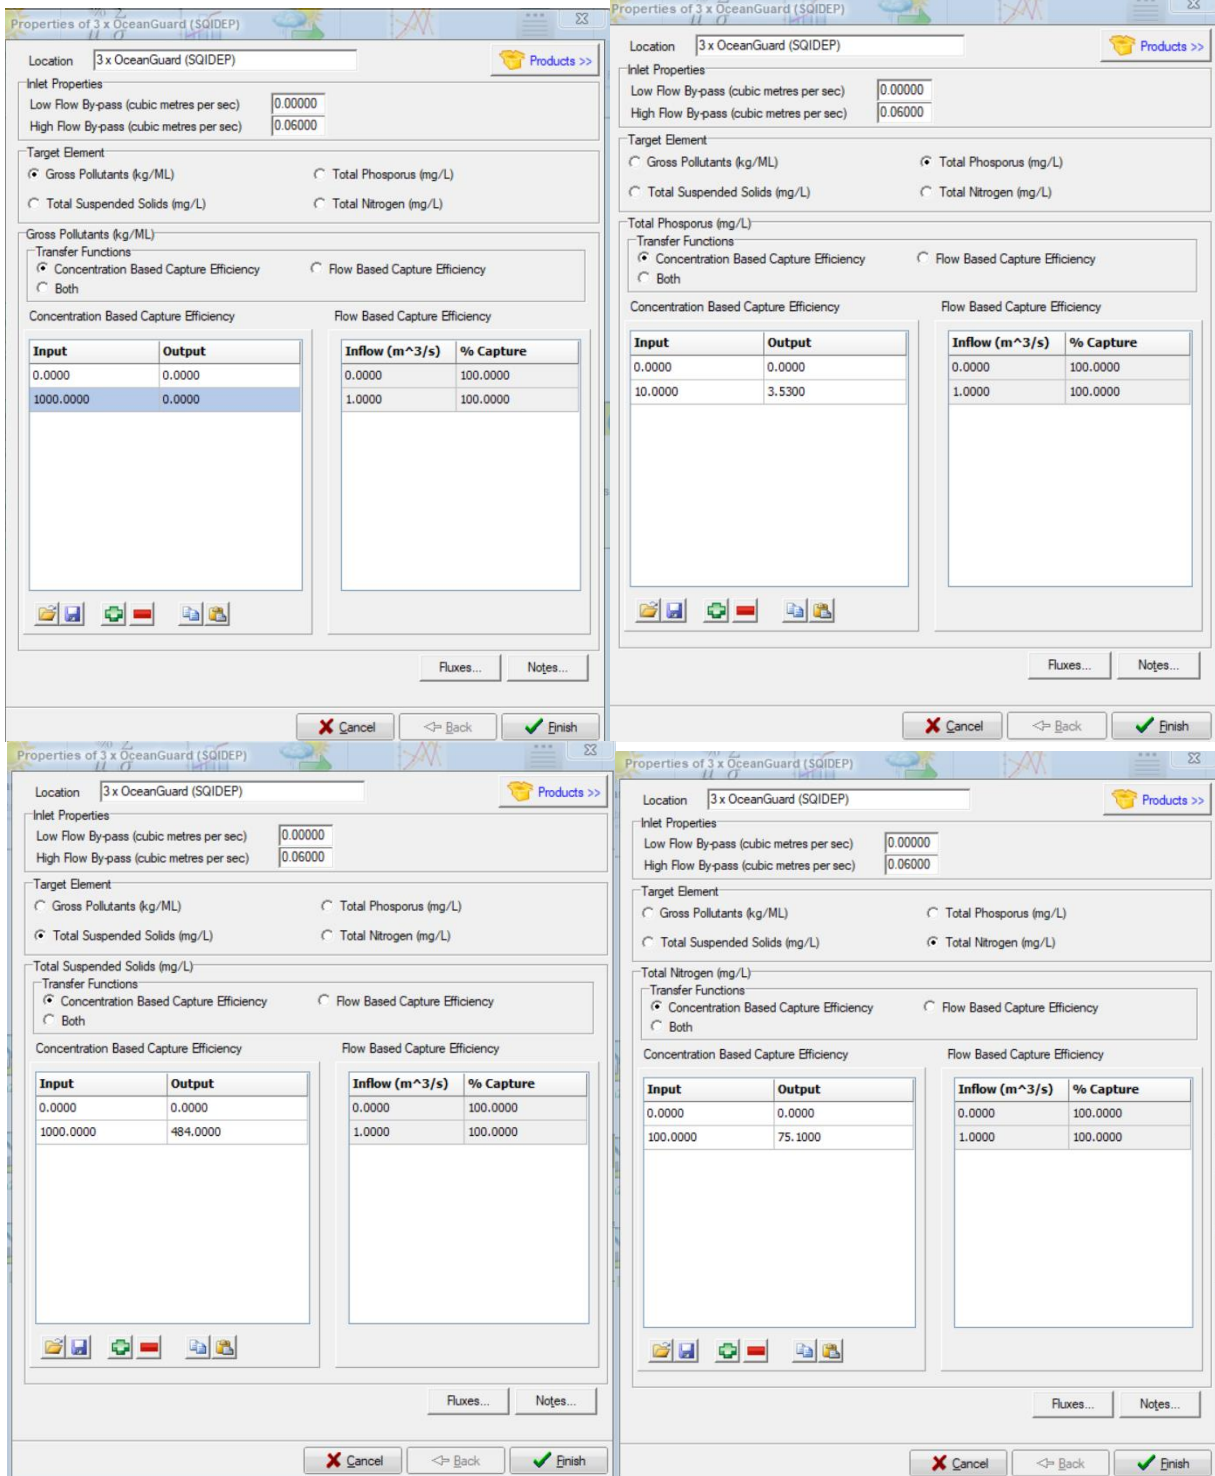 Properties of 3 x OceanGuard (SQIDEP)
Location 3 x OceanGuard (SQIDEP) Products >>
Inlet Properties
Low Flow By-pass (cubic metres per sec) 0.00000
High Flow By-pass (cubic metres per sec) 0.06000
Target Element
Gross Pollutants (kg/ML) Total Phosporus (mg/L)
Total Suspended Solids (mg/L) Total Nitrogen (mg/L)
Gross Pollutants (kg/ML)
Transfer Functions
Concentration Based Capture Efficiency Flow Based Capture Efficiency
Both
Concentration Based Capture Efficiency Flow Based Capture Efficiency
Input Output Inflow (m^3/s) % Capture
0.0000 0.0000 0.0000 100.0000
1000.0000 0.0000 1.0000 100.0000
Fluxes... Notes...
Cancel <= Back Finish
Properties of 3 x OceanGuard (SQIDEP)
Location 3 x OceanGuard (SQIDEP) Products >>
Inlet Properties
Low Flow By-pass (cubic metres per sec) 0.00000
High Flow By-pass (cubic metres per sec) 0.06000
Target Element
Gross Pollutants (kg/ML) Total Phosporus (mg/L)
Total Suspended Solids (mg/L) Total Nitrogen (mg/L)
Total Phosporus (mg/L)
Transfer Functions
Concentration Based Capture Efficiency Flow Based Capture Efficiency
Both
Concentration Based Capture Efficiency Flow Based Capture Efficiency
Input Output Inflow (m^3/s) % Capture
0.0000 0.0000 0.0000 100.0000
10.0000 3.5300 1.0000 100.0000
Fluxes... Notes...
Cancel <= Back Finish
Properties of 3 x OceanGuard (SQIDEP)
Location 3 x OceanGuard (SQIDEP) Products >>
Inlet Properties
Low Flow By-pass (cubic metres per sec) 0.00000
High Flow By-pass (cubic metres per sec) 0.06000
Target Element
Gross Pollutants (kg/ML) Total Phosporus (mg/L)
Total Suspended Solids (mg/L) Total Nitrogen (mg/L)
Total Suspended Solids (mg/L)
Transfer Functions
Concentration Based Capture Efficiency Flow Based Capture Efficiency
Both
Concentration Based Capture Efficiency Flow Based Capture Efficiency
Input Output Inflow (m^3/s) % Capture
0.0000 0.0000 0.0000 100.0000
1000.0000 484.0000 1.0000 100.0000
Fluxes... Notes...
Cancel <= Back Finish
Properties of 3 x OceanGuard (SQIDEP)
Location 3 x OceanGuard (SQIDEP) Products >>
Inlet Properties
Low Flow By-pass (cubic metres per sec) 0.00000
High Flow By-pass (cubic metres per sec) 0.06000
Target Element
Gross Pollutants (kg/ML) Total Phosporus (mg/L)
Total Suspended Solids (mg/L) Total Nitrogen (mg/L)
Total Nitrogen (mg/L)
Transfer Functions
Concentration Based Capture Efficiency Flow Based Capture Efficiency
Both
Concentration Based Capture Efficiency Flow Based Capture Efficiency
Input Output Inflow (m^3/s) % Capture
0.0000 0.0000 0.0000 100.0000
100.0000 75.1000 1.0000 100.0000
Fluxes... Notes...
Cancel <= Back Finish